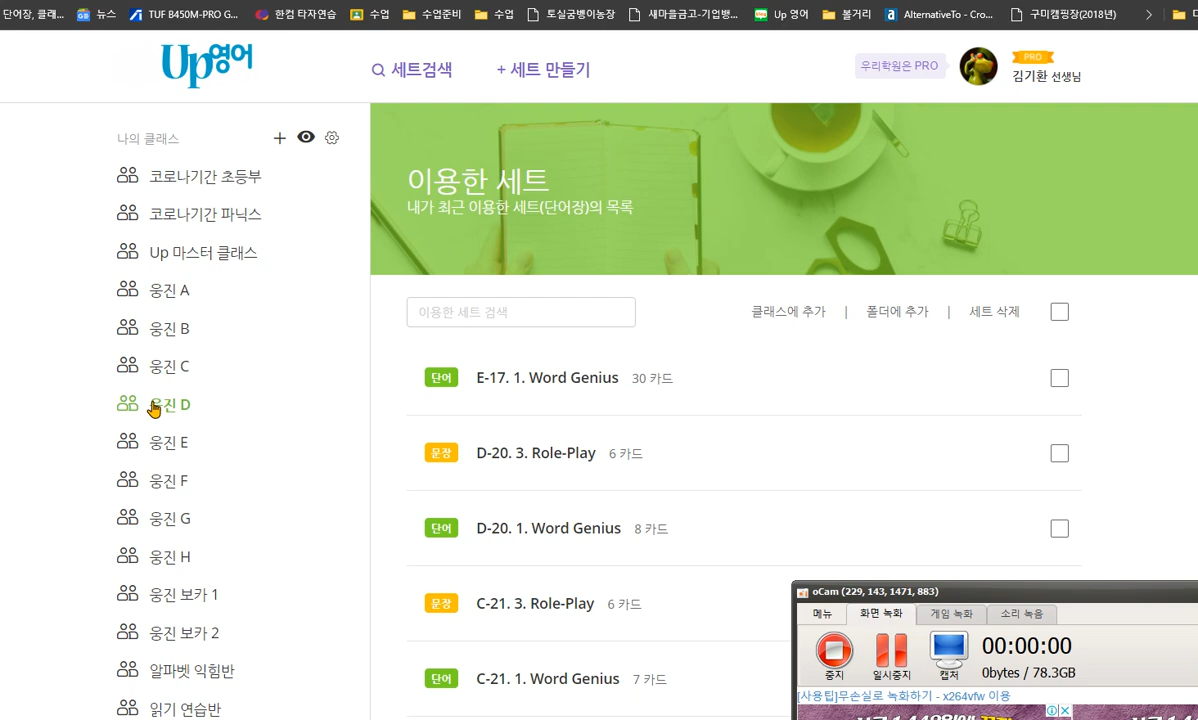 단어장, 클래... 뉴스 TUF B450M-PRO G... 한컴 타자연습 수업 수업준비 수업 토실굼벵이농장 새마을금고-기업뱅... Up 영어 볼거리 AlternativeTo - Cro... 구미캠핑장(2018년)
Up영어
세트검색
+ 세트 만들기
우리학원은 PRO
PRO
김기환 선생님
나의 클래스
코로나기간 초등부
코로나기간 파닉스
Up 마스터 클래스
웅진 A
웅진 B
웅진 C
웅진 D
웅진 E
웅진 F
웅진 G
웅진 H
웅진 보카 1
웅진 보카 2
알파벳 익힘반
읽기 연습반
이용한 세트
내가 최근 이용한 세트(단어장)의 목록
이용한 세트 검색
클래스에 추가 | 폴더에 추가 | 세트 삭제
단어 E-17. 1. Word Genius 30 카드
문장 D-20. 3. Role-Play 6 카드
단어 D-20. 1. Word Genius 8 카드
문장 C-21. 3. Role-Play 6 카드
단어 C-21. 1. Word Genius 7 카드
oCam (229, 143, 1471, 883)
메뉴 화면 녹화 게임 녹화 소리 녹음
중지 일시중지 캡처
00:00:00
0bytes / 78.3GB
[사용팁]무손실로 녹화하기 - x264vfw 이용